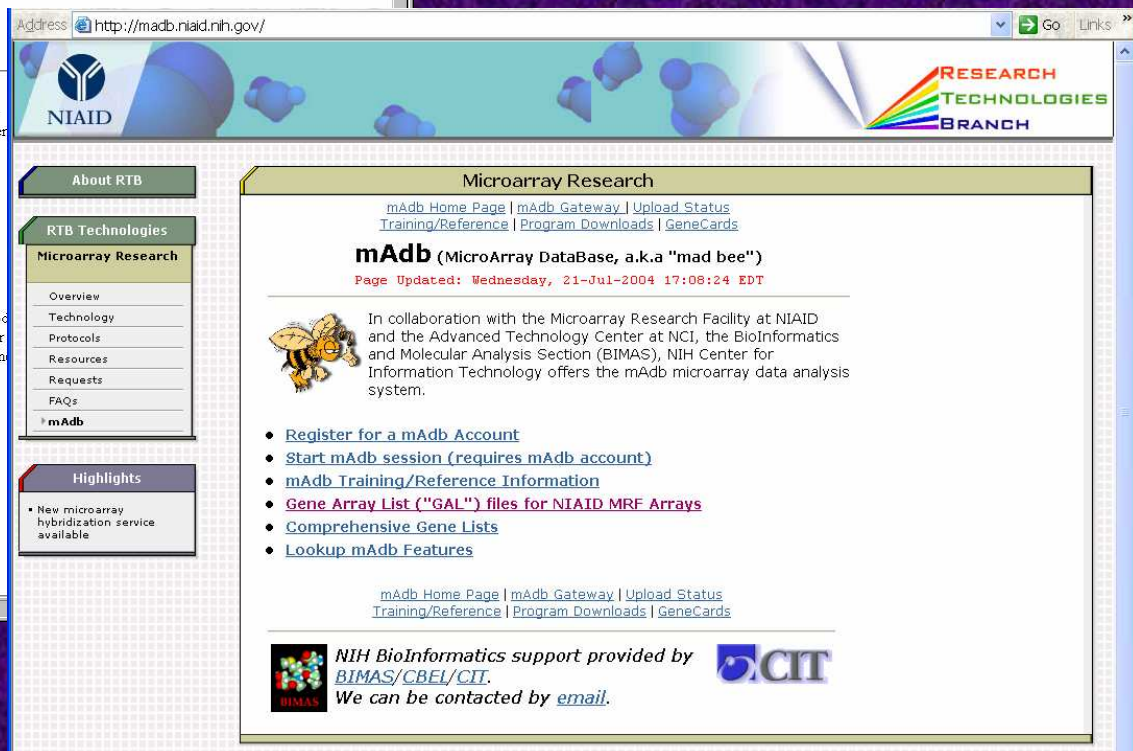 Address http://madb.niaid.nih.gov/ Go Links »
NIAID
RESEARCH
TECHNOLOGIES
BRANCH
About RTB
RTB Technologies
Microarray Research
Overview
Technology
Protocols
Resources
Requests
FAQs
mAdb
Highlights
New microarray
hybridization service
available
Microarray Research
mAdb Home Page | mAdb Gateway | Upload Status
Training/Reference | Program Downloads | GeneCards
mAdb (MicroArray DataBase, a.k.a "mad bee")
Page Updated: Wednesday, 21-Jul-2004 17:08:24 EDT
In collaboration with the Microarray Research Facility at NIAID
and the Advanced Technology Center at NCI, the BioInformatics
and Molecular Analysis Section (BIMAS), NIH Center for
Information Technology offers the mAdb microarray data analysis
system.
Register for a mAdb Account
Start mAdb session (requires mAdb account)
mAdb Training/Reference Information
Gene Array List ("GAL") files for NIAID MRF Arrays
Comprehensive Gene Lists
Lookup mAdb Features
mAdb Home Page | mAdb Gateway | Upload Status
Training/Reference | Program Downloads | GeneCards
BIMAS
NIH BioInformatics support provided by
BIMAS/CBEL/CIT.
We can be contacted by email.
CIT